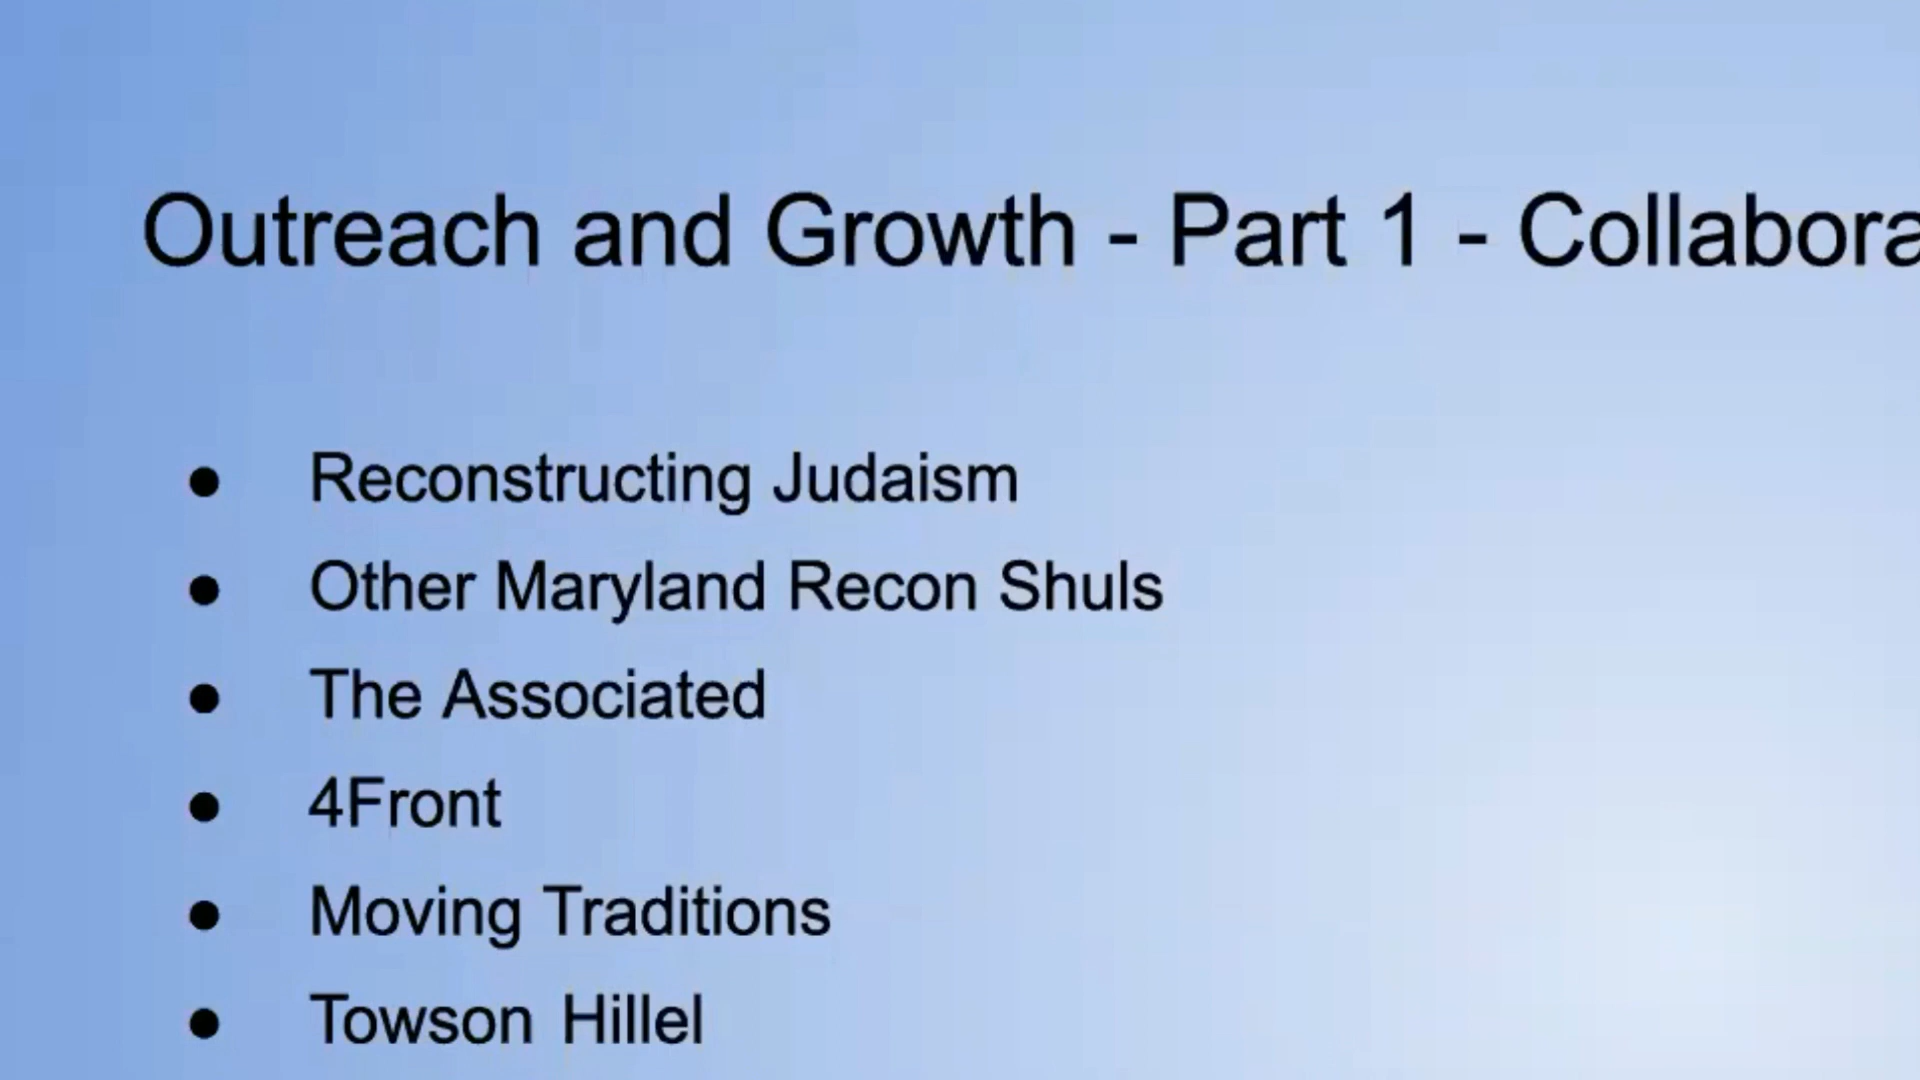 Outreach and Growth - Part 1 - Collabora
● Reconstructing Judaism
● Other Maryland Recon Shuls
● The Associated
● 4Front
● Moving Traditions
● Towson Hillel